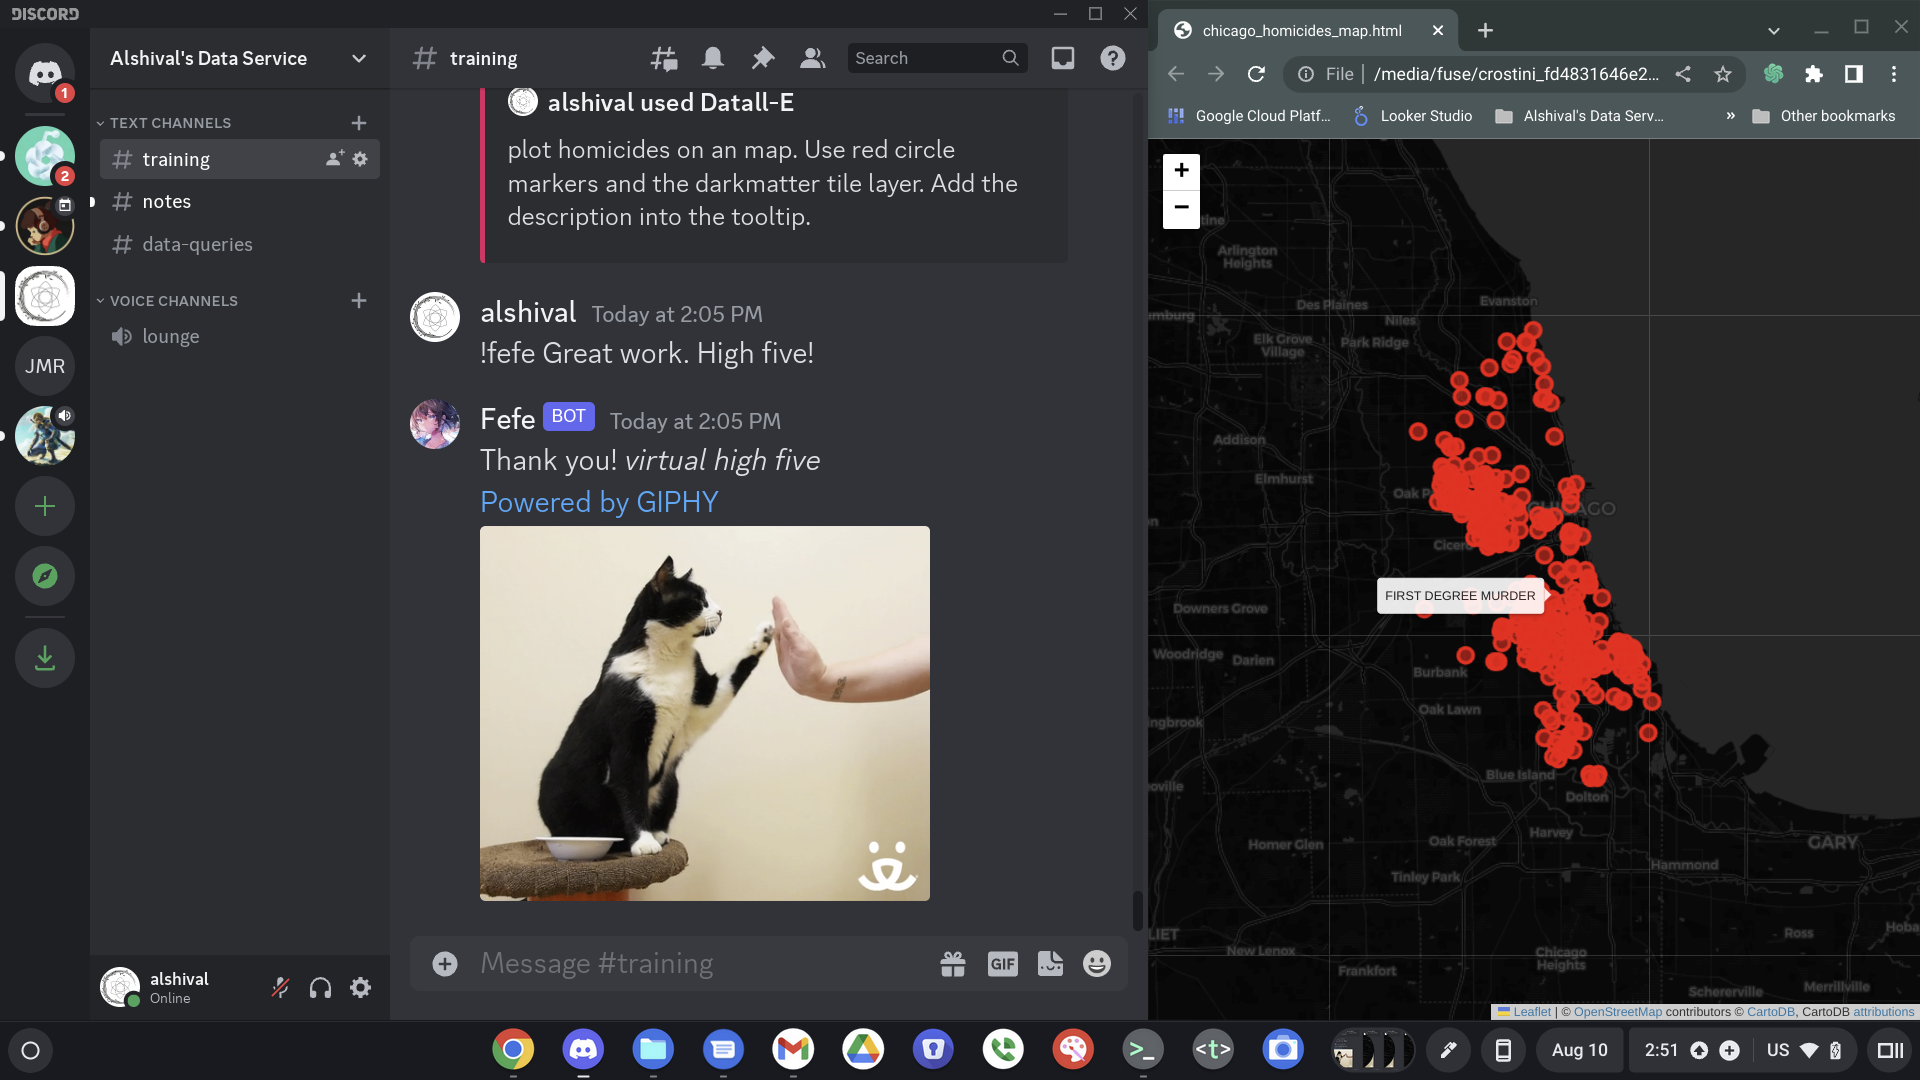 DISCORD
1
2
JMR
Alshival's Data Service
TEXT CHANNELS
training
notes
data-queries
VOICE CHANNELS
lounge
alshival
Online
training
Search
alshival used Datall-E
plot homicides on an map. Use red circle
markers and the darkmatter tile layer. Add the
description into the tooltip.
alshival Today at 2:05 PM
!fefe Great work. High five!
Fefe BOT Today at 2:05 PM
Thank you! virtual high five
Powered by GIPHY
Message #training
GIF
chicago_homicides_map.html
File | /media/fuse/crostini_fd4831646e2...
Google Cloud Platf...
Looker Studio
Alshival's Data Serv...
»
Other bookmarks
+
−
Arlington
Heights
Des Plaines
Evanston
Niles
Elk Grove
Village
Park Ridge
Addison
Elmhurst
Oak P
CHICAGO
Cicero
FIRST DEGREE MURDER
Downers Grove
Woodridge
Darien
Burbank
Oak Lawn
ngbrook
Blue Island
oville
Dolton
Harvey
Homer Glen
Oak Forest
GARY
Hammond
Tinley Park
LIET
New Lenox
Ross
Hoba
Chicago
Heights
Frankfort
Schererville
Merrillville
Leaflet | © OpenStreetMap contributors © CartoDB, CartoDB attributions
>_
<t>
Aug 10
2:51
US